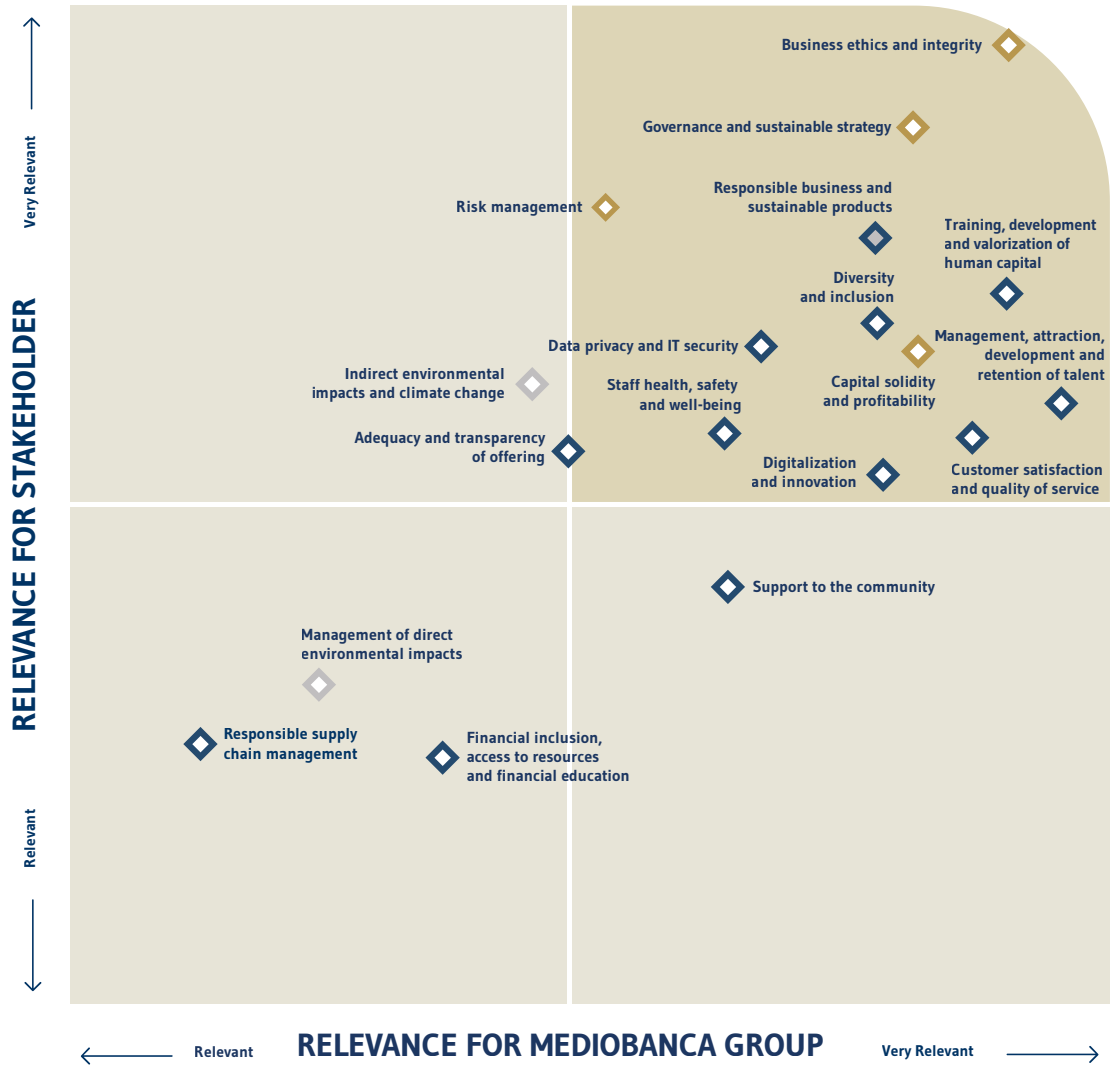 Business ethics and integrity
Governance and sustainable strategy
Responsible business and
sustainable products
Risk management
Training, development
and valorization of
human capital
Diversity
and inclusion
Data privacy and IT security
Management, attraction,
development and
retention of talent
Indirect environmental
impacts and climate change
Staff health, safety
and well-being
Capital solidity
and profitability
Adequacy and transparency
of offering
Digitalization
and innovation
Customer satisfaction
and quality of service
Support to the community
Management of direct
environmental impacts
Responsible supply
chain management
Financial inclusion,
access to resources
and financial education
Very Relevant
RELEVANCE FOR STAKEHOLDER
Relevant
Relevant
RELEVANCE FOR MEDIOBANCA GROUP
Very Relevant